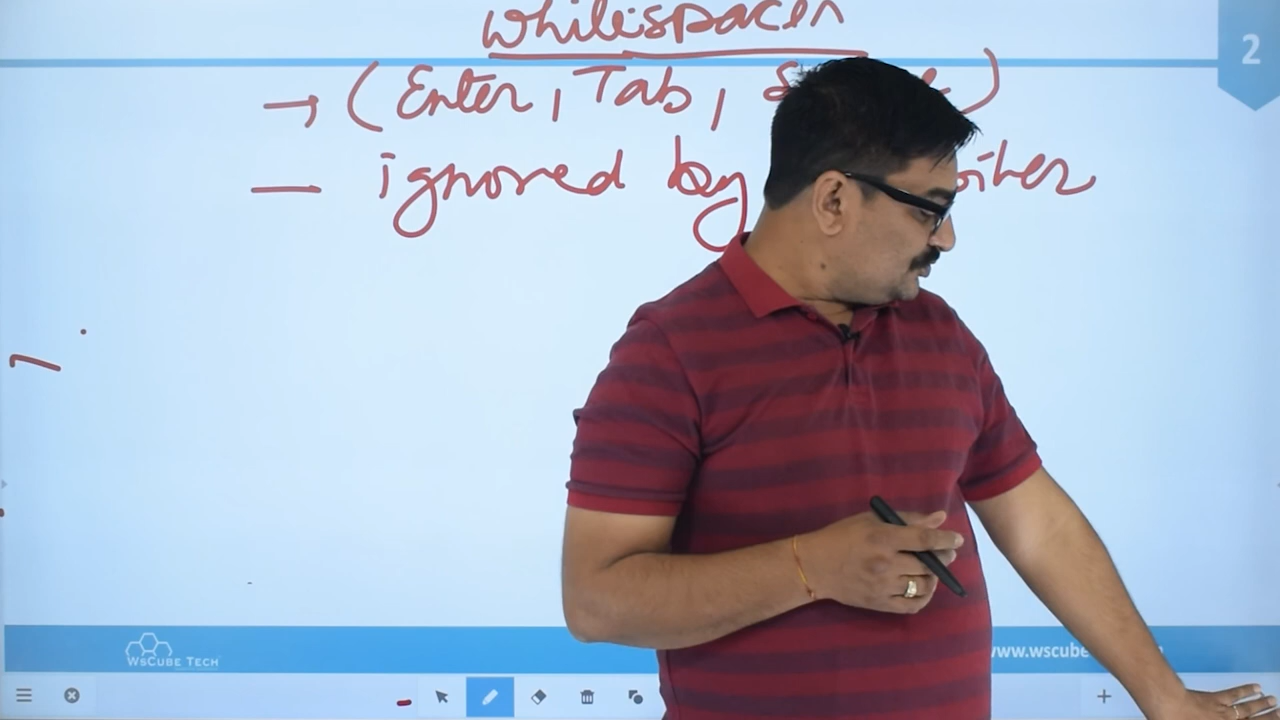 Whitespaces
2
→ (Enter, Tab,
— ignored by
WsCube Tech
www.wscube